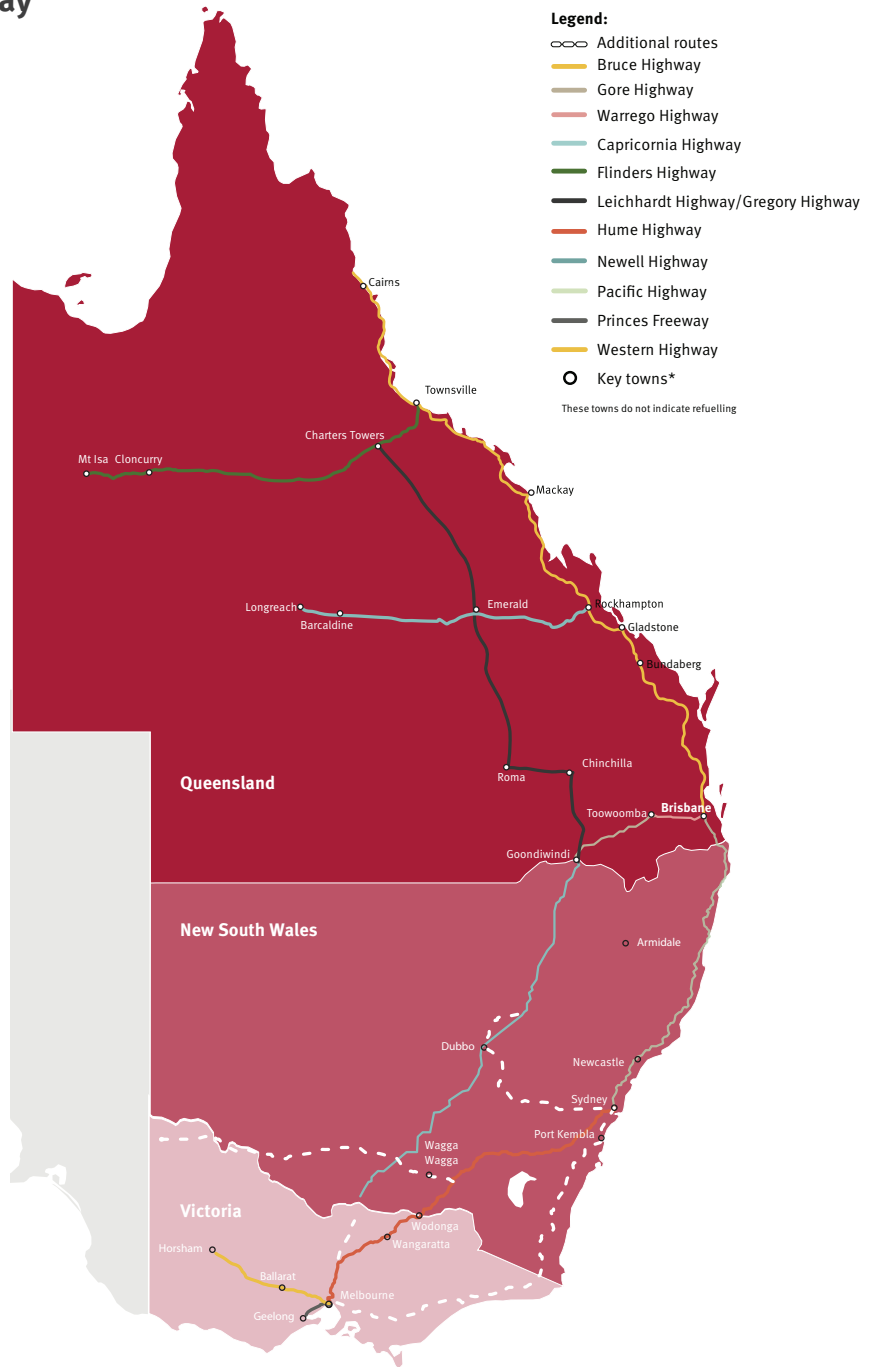 ay
Legend:
Additional routes
Bruce Highway
Gore Highway
Warrego Highway
Capricornia Highway
Flinders Highway
Leichhardt Highway/Gregory Highway
Hume Highway
Newell Highway
Pacific Highway
Princes Freeway
Western Highway
Key towns*
These towns do not indicate refuelling
Cairns
Townsville
Charters Towers
Mt Isa Cloncurry
Mackay
Longreach
Barcaldine
Emerald
Rockhampton
Gladstone
Bundaberg
Roma
Chinchilla
Queensland
Toowoomba
Brisbane
Goondiwindi
New South Wales
Armidale
Dubbo
Newcastle
Sydney
Port Kembla
Wagga
Wagga
Victoria
Wodonga
Wangaratta
Horsham
Ballarat
Melbourne
Geelong